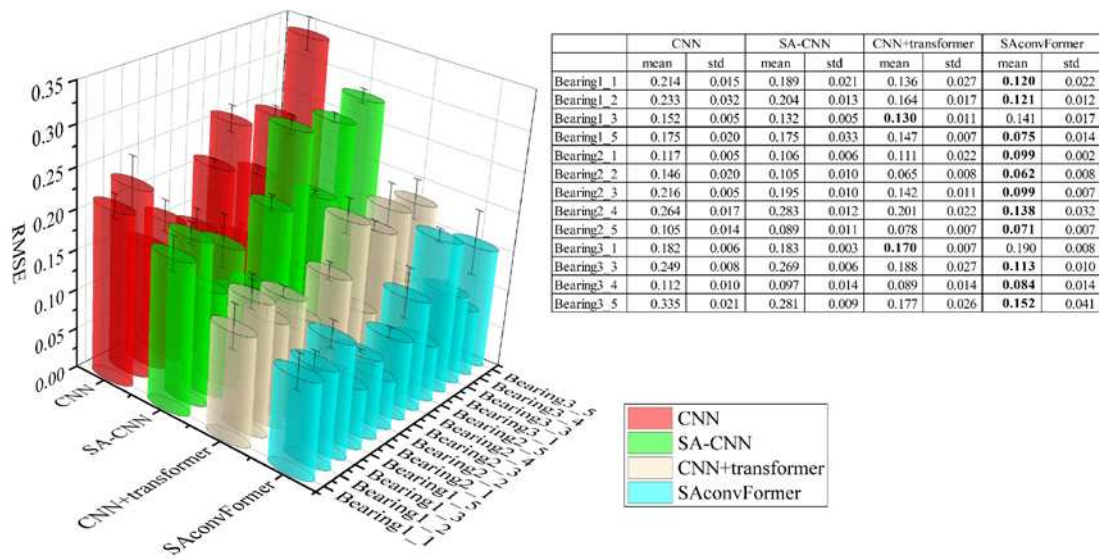 RMSE
0.35
0.30
0.25
0.20
0.15
0.10
0.05
0.00
CNN
SA-CNN
CNN+transformer
SAconvFormer
Bearing3_5
Bearing3_4
Bearing3_3
Bearing3_1
Bearing2_5
Bearing2_4
Bearing2_3
Bearing2_2
Bearing2_1
Bearing1_5
Bearing1_3
Bearing1_2
Bearing1_1
CNN SA-CNN CNN+transformer SAconvFormer
mean std mean std mean std mean std
Bearing1_1 0.214 0.015 0.189 0.021 0.136 0.027 0.120 0.022
Bearing1_2 0.233 0.032 0.204 0.013 0.164 0.017 0.121 0.012
Bearing1_3 0.152 0.005 0.132 0.005 0.130 0.011 0.141 0.017
Bearing1_5 0.175 0.020 0.175 0.033 0.147 0.007 0.075 0.014
Bearing2_1 0.117 0.005 0.106 0.006 0.111 0.022 0.099 0.002
Bearing2_2 0.146 0.020 0.105 0.010 0.065 0.008 0.062 0.008
Bearing2_3 0.216 0.005 0.195 0.010 0.142 0.011 0.099 0.007
Bearing2_4 0.264 0.017 0.283 0.012 0.201 0.022 0.138 0.032
Bearing2_5 0.105 0.014 0.089 0.011 0.078 0.007 0.071 0.007
Bearing3_1 0.182 0.006 0.183 0.003 0.170 0.007 0.190 0.008
Bearing3_3 0.249 0.008 0.269 0.006 0.188 0.027 0.113 0.010
Bearing3_4 0.112 0.010 0.097 0.014 0.089 0.014 0.084 0.014
Bearing3_5 0.335 0.021 0.281 0.009 0.177 0.026 0.152 0.041
CNN
SA-CNN
CNN+transformer
SAconvFormer